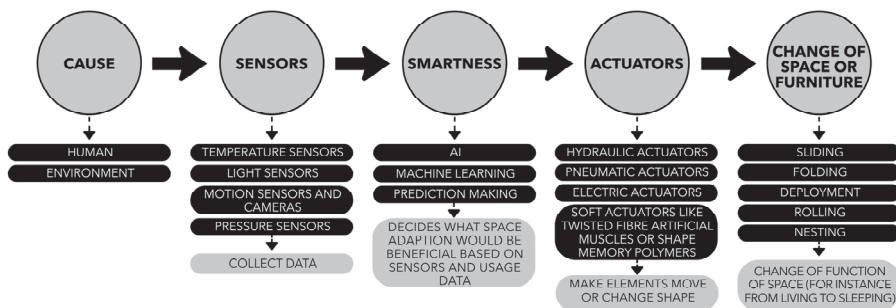 CAUSE
SENSORS
SMARTNESS
ACTUATORS
CHANGE OF
SPACE OR
FURNITURE
HUMAN
ENVIRONMENT
TEMPERATURE SENSORS
LIGHT SENSORS
MOTION SENSORS AND
CAMERAS
PRESSURE SENSORS
COLLECT DATA
AI
MACHINE LEARNING
PREDICTION MAKING
DECIDES WHAT SPACE
ADAPTION WOULD BE
BENEFICIAL BASED ON
SENSORS AND USAGE
DATA
HYDRAULIC ACTUATORS
PNEUMATIC ACTUATORS
ELECTRIC ACTUATORS
SOFT ACTUATORS LIKE
TWISTED FIBRE ARTIFICIAL
MUSCLES OR SHAPE
MEMORY POLYMERS
MAKE ELEMENTS MOVE
OR CHANGE SHAPE
SLIDING
FOLDING
DEPLOYMENT
ROLLING
NESTING
CHANGE OF FUNCTION
OF SPACE (FOR INSTANCE
FROM LIVING TO SLEEPING)